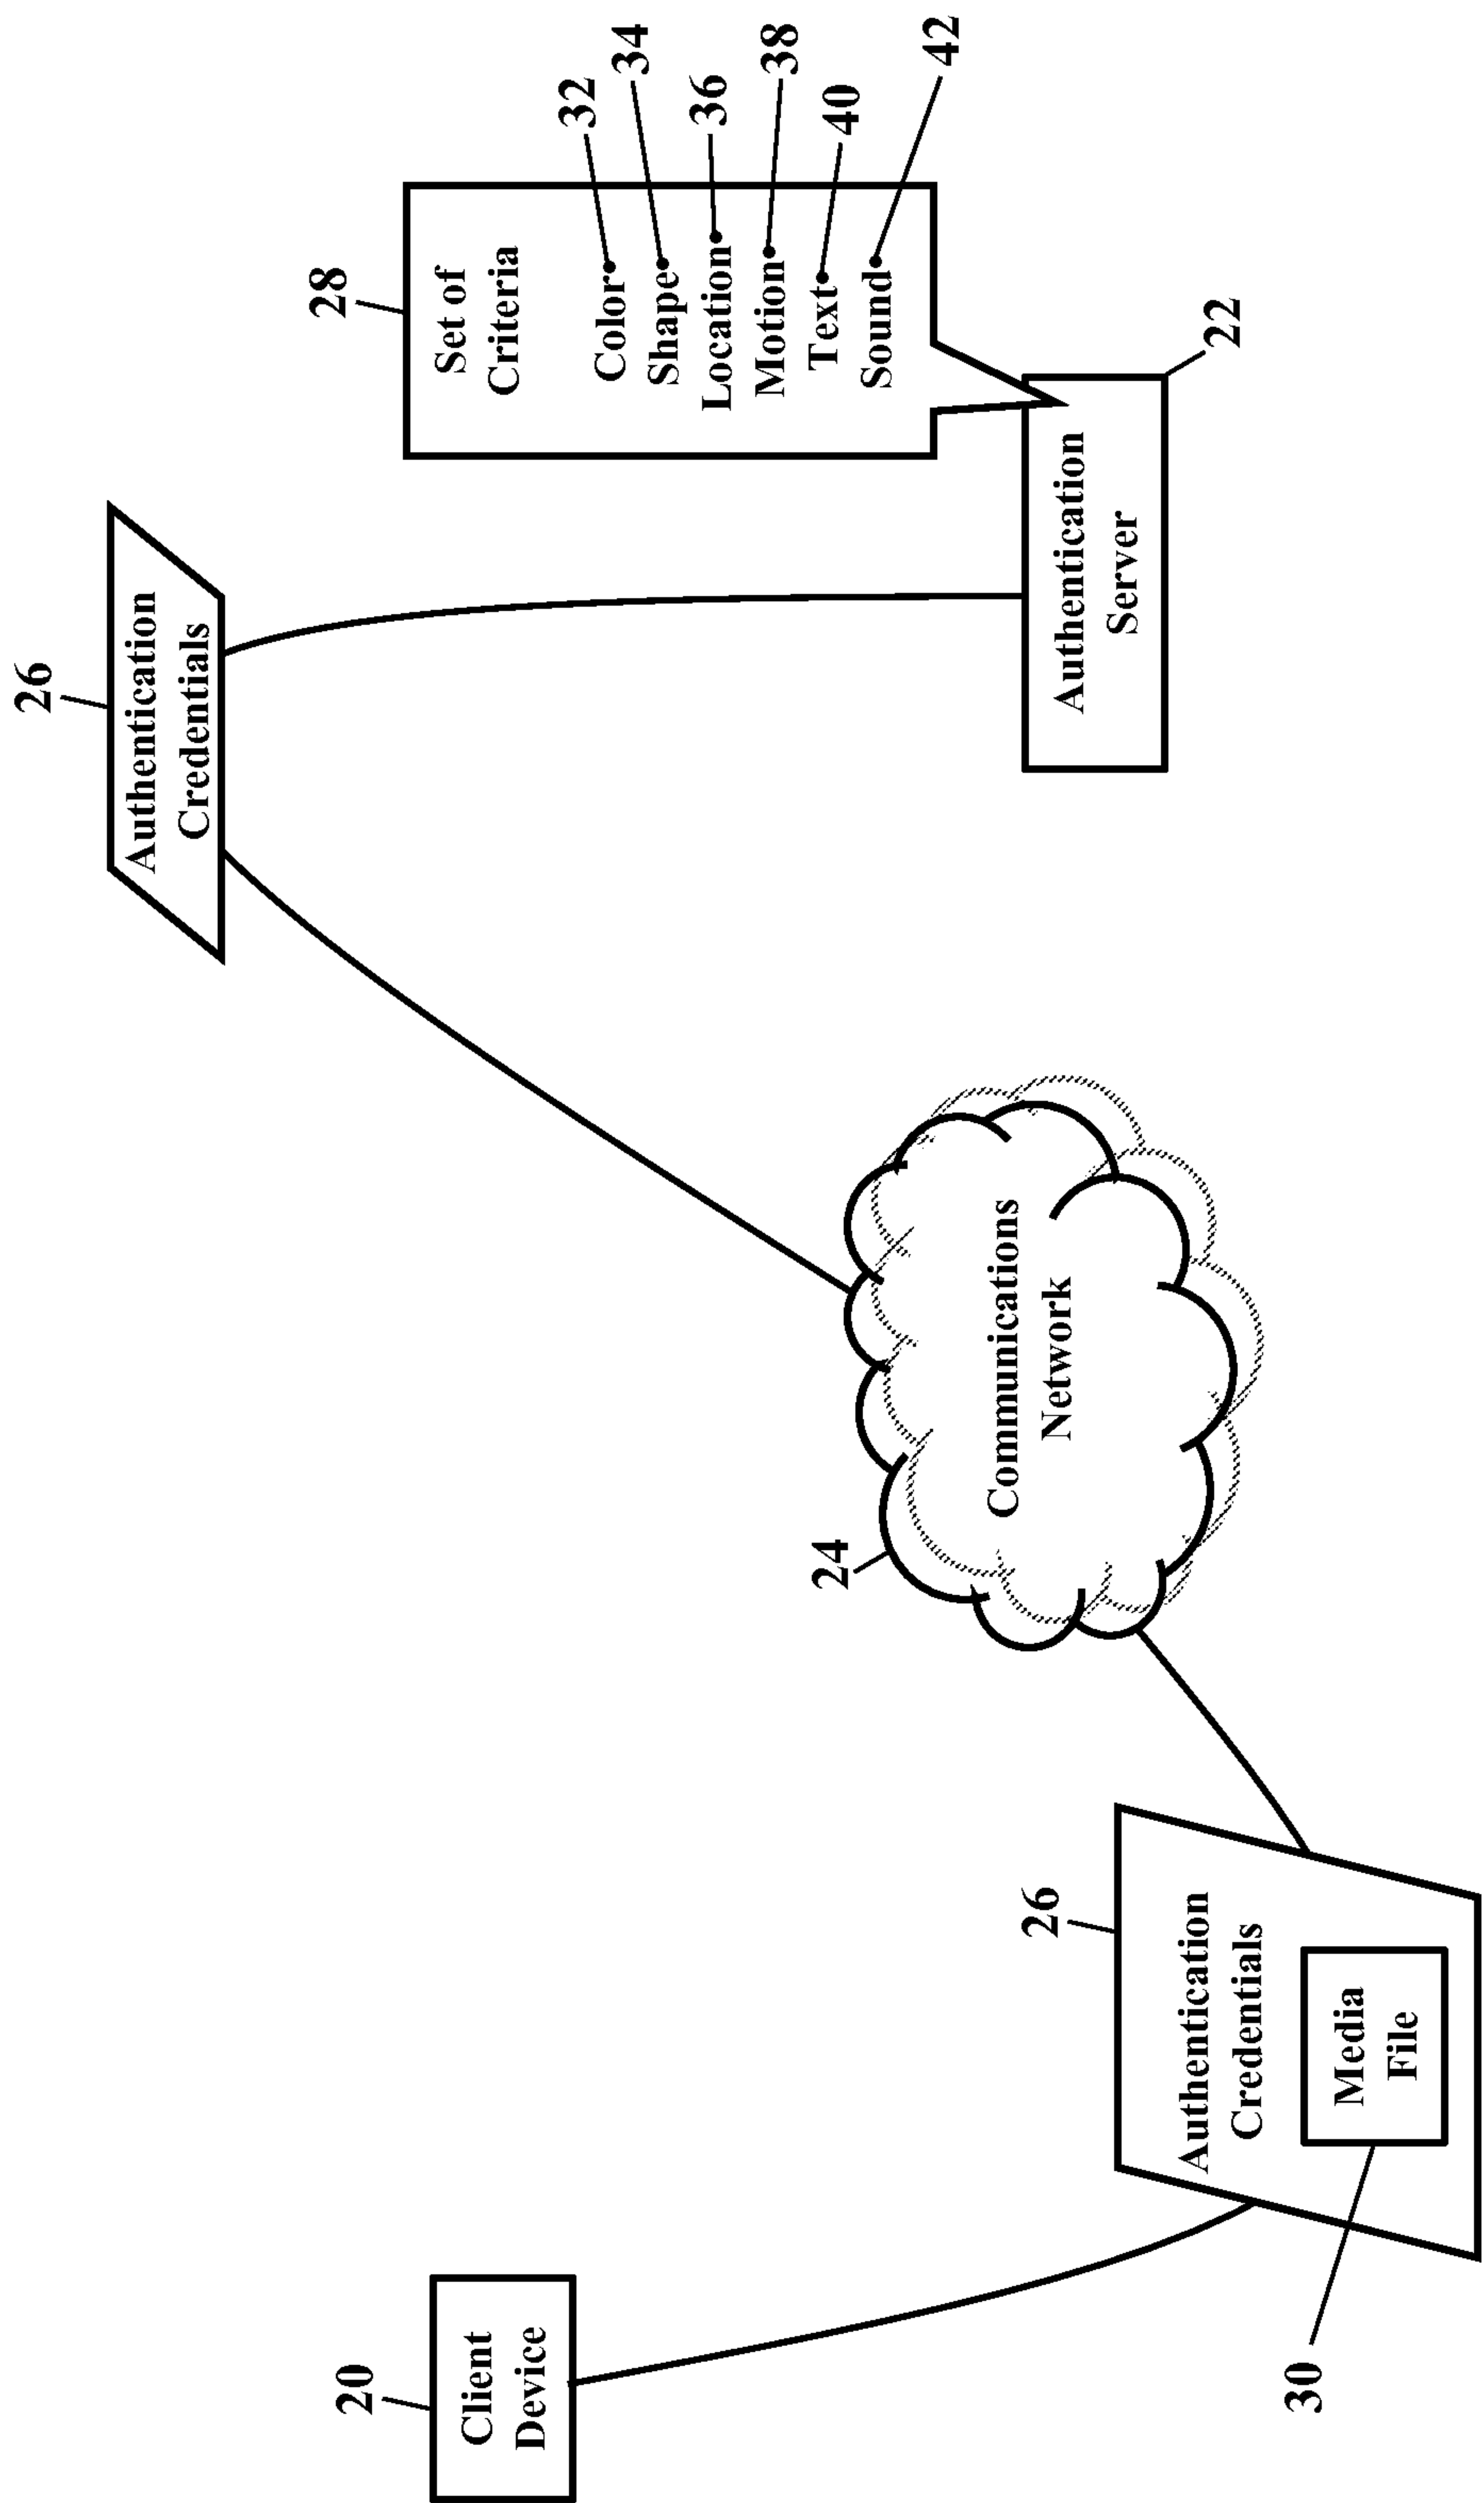 26
Authentication
Credentials
28
Set of
Criteria
Color
Shape
Location
Motion
Text
Sound
32
34
36
38
40
42
Authentication
Server
22
24
Communications
Network
20
Client
Device
26
Authentication
Credentials
Media
File
30